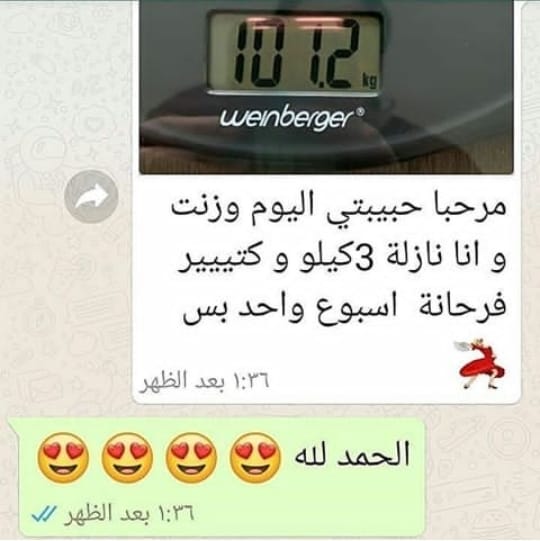 101.2 kg
weinberger®
مرحبا حبيبتي اليوم وزنت
و انا نازلة 3كيلو و كتييير
فرحانة اسبوع واحد بس
١:٣٦ بعد الظهر
الحمد لله 😍😍😍😍
١:٣٦ بعد الظهر